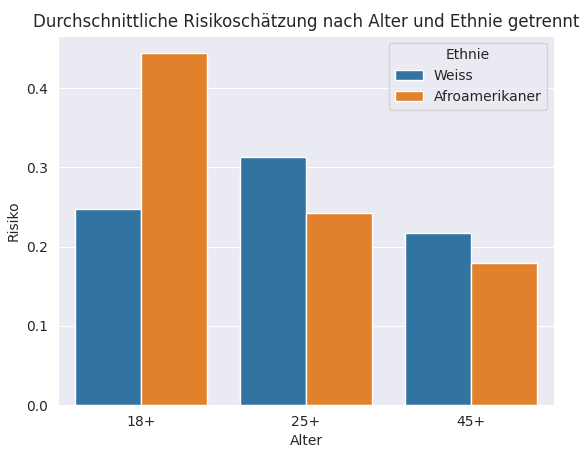 Durchschnittliche Risikoschätzung nach Alter und Ethnie getrennt
Ethnie
Weiss
Afroamerikaner
Risiko
0.4
0.3
0.2
0.1
0.0
18+
25+
45+
Alter